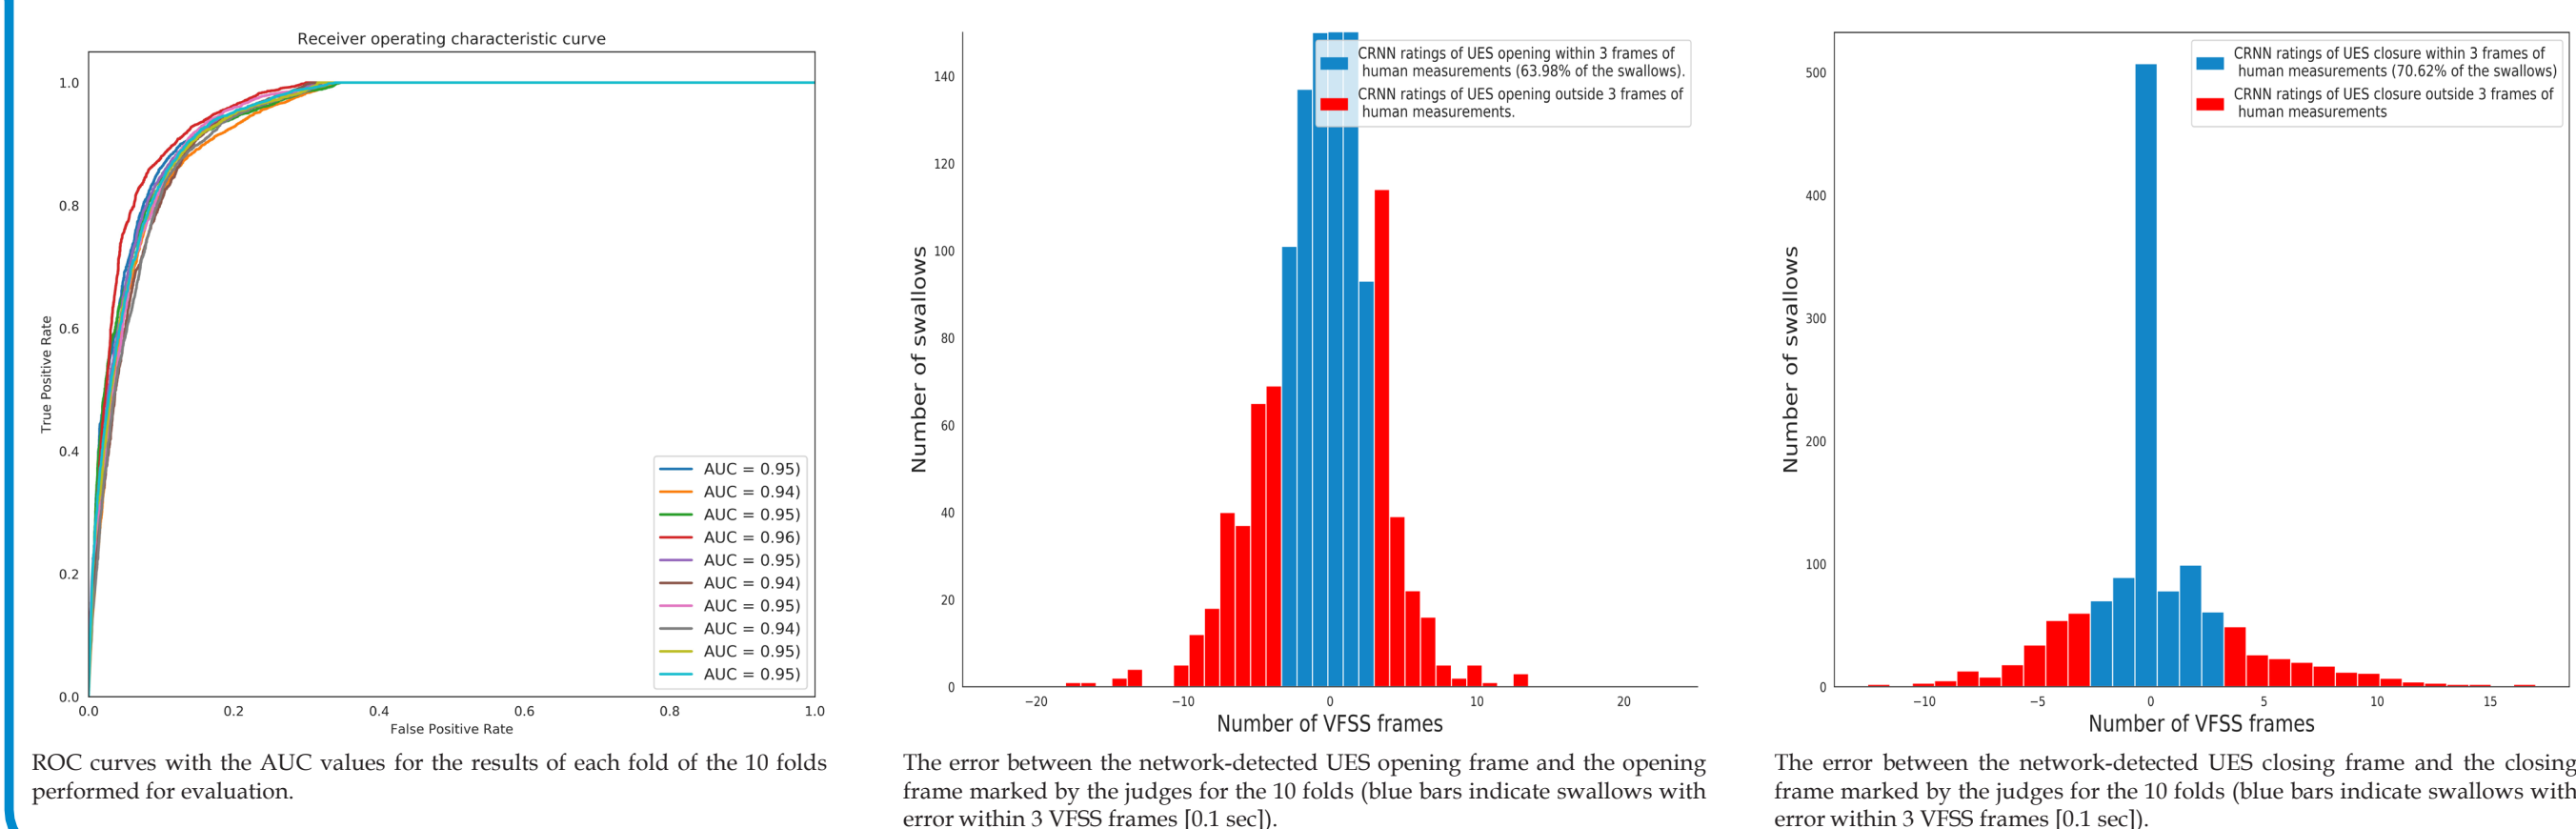 Receiver operating characteristic curve
1.0
0.8
0.6
0.4
0.2
0.0
True Positive Rate
0.0 0.2 0.4 0.6 0.8 1.0
False Positive Rate
AUC = 0.95)
AUC = 0.94)
AUC = 0.95)
AUC = 0.96)
AUC = 0.95)
AUC = 0.94)
AUC = 0.95)
AUC = 0.94)
AUC = 0.95)
AUC = 0.95)
ROC curves with the AUC values for the results of each fold of the 10 folds
performed for evaluation.
CRNN ratings of UES opening within 3 frames of
human measurements (63.98% of the swallows).
CRNN ratings of UES opening outside 3 frames of
human measurements.
140
120
100
80
60
40
20
0
Number of swallows
−20 −10 0 10 20
Number of VFSS frames
The error between the network-detected UES opening frame and the opening
frame marked by the judges for the 10 folds (blue bars indicate swallows with
error within 3 VFSS frames [0.1 sec]).
CRNN ratings of UES closure within 3 frames of
human measurements (70.62% of the swallows)
CRNN ratings of UES closure outside 3 frames of
human measurements
500
400
300
200
100
0
Number of swallows
−10 −5 0 5 10 15
Number of VFSS frames
The error between the network-detected UES closing frame and the closing
frame marked by the judges for the 10 folds (blue bars indicate swallows with
error within 3 VFSS frames [0.1 sec]).